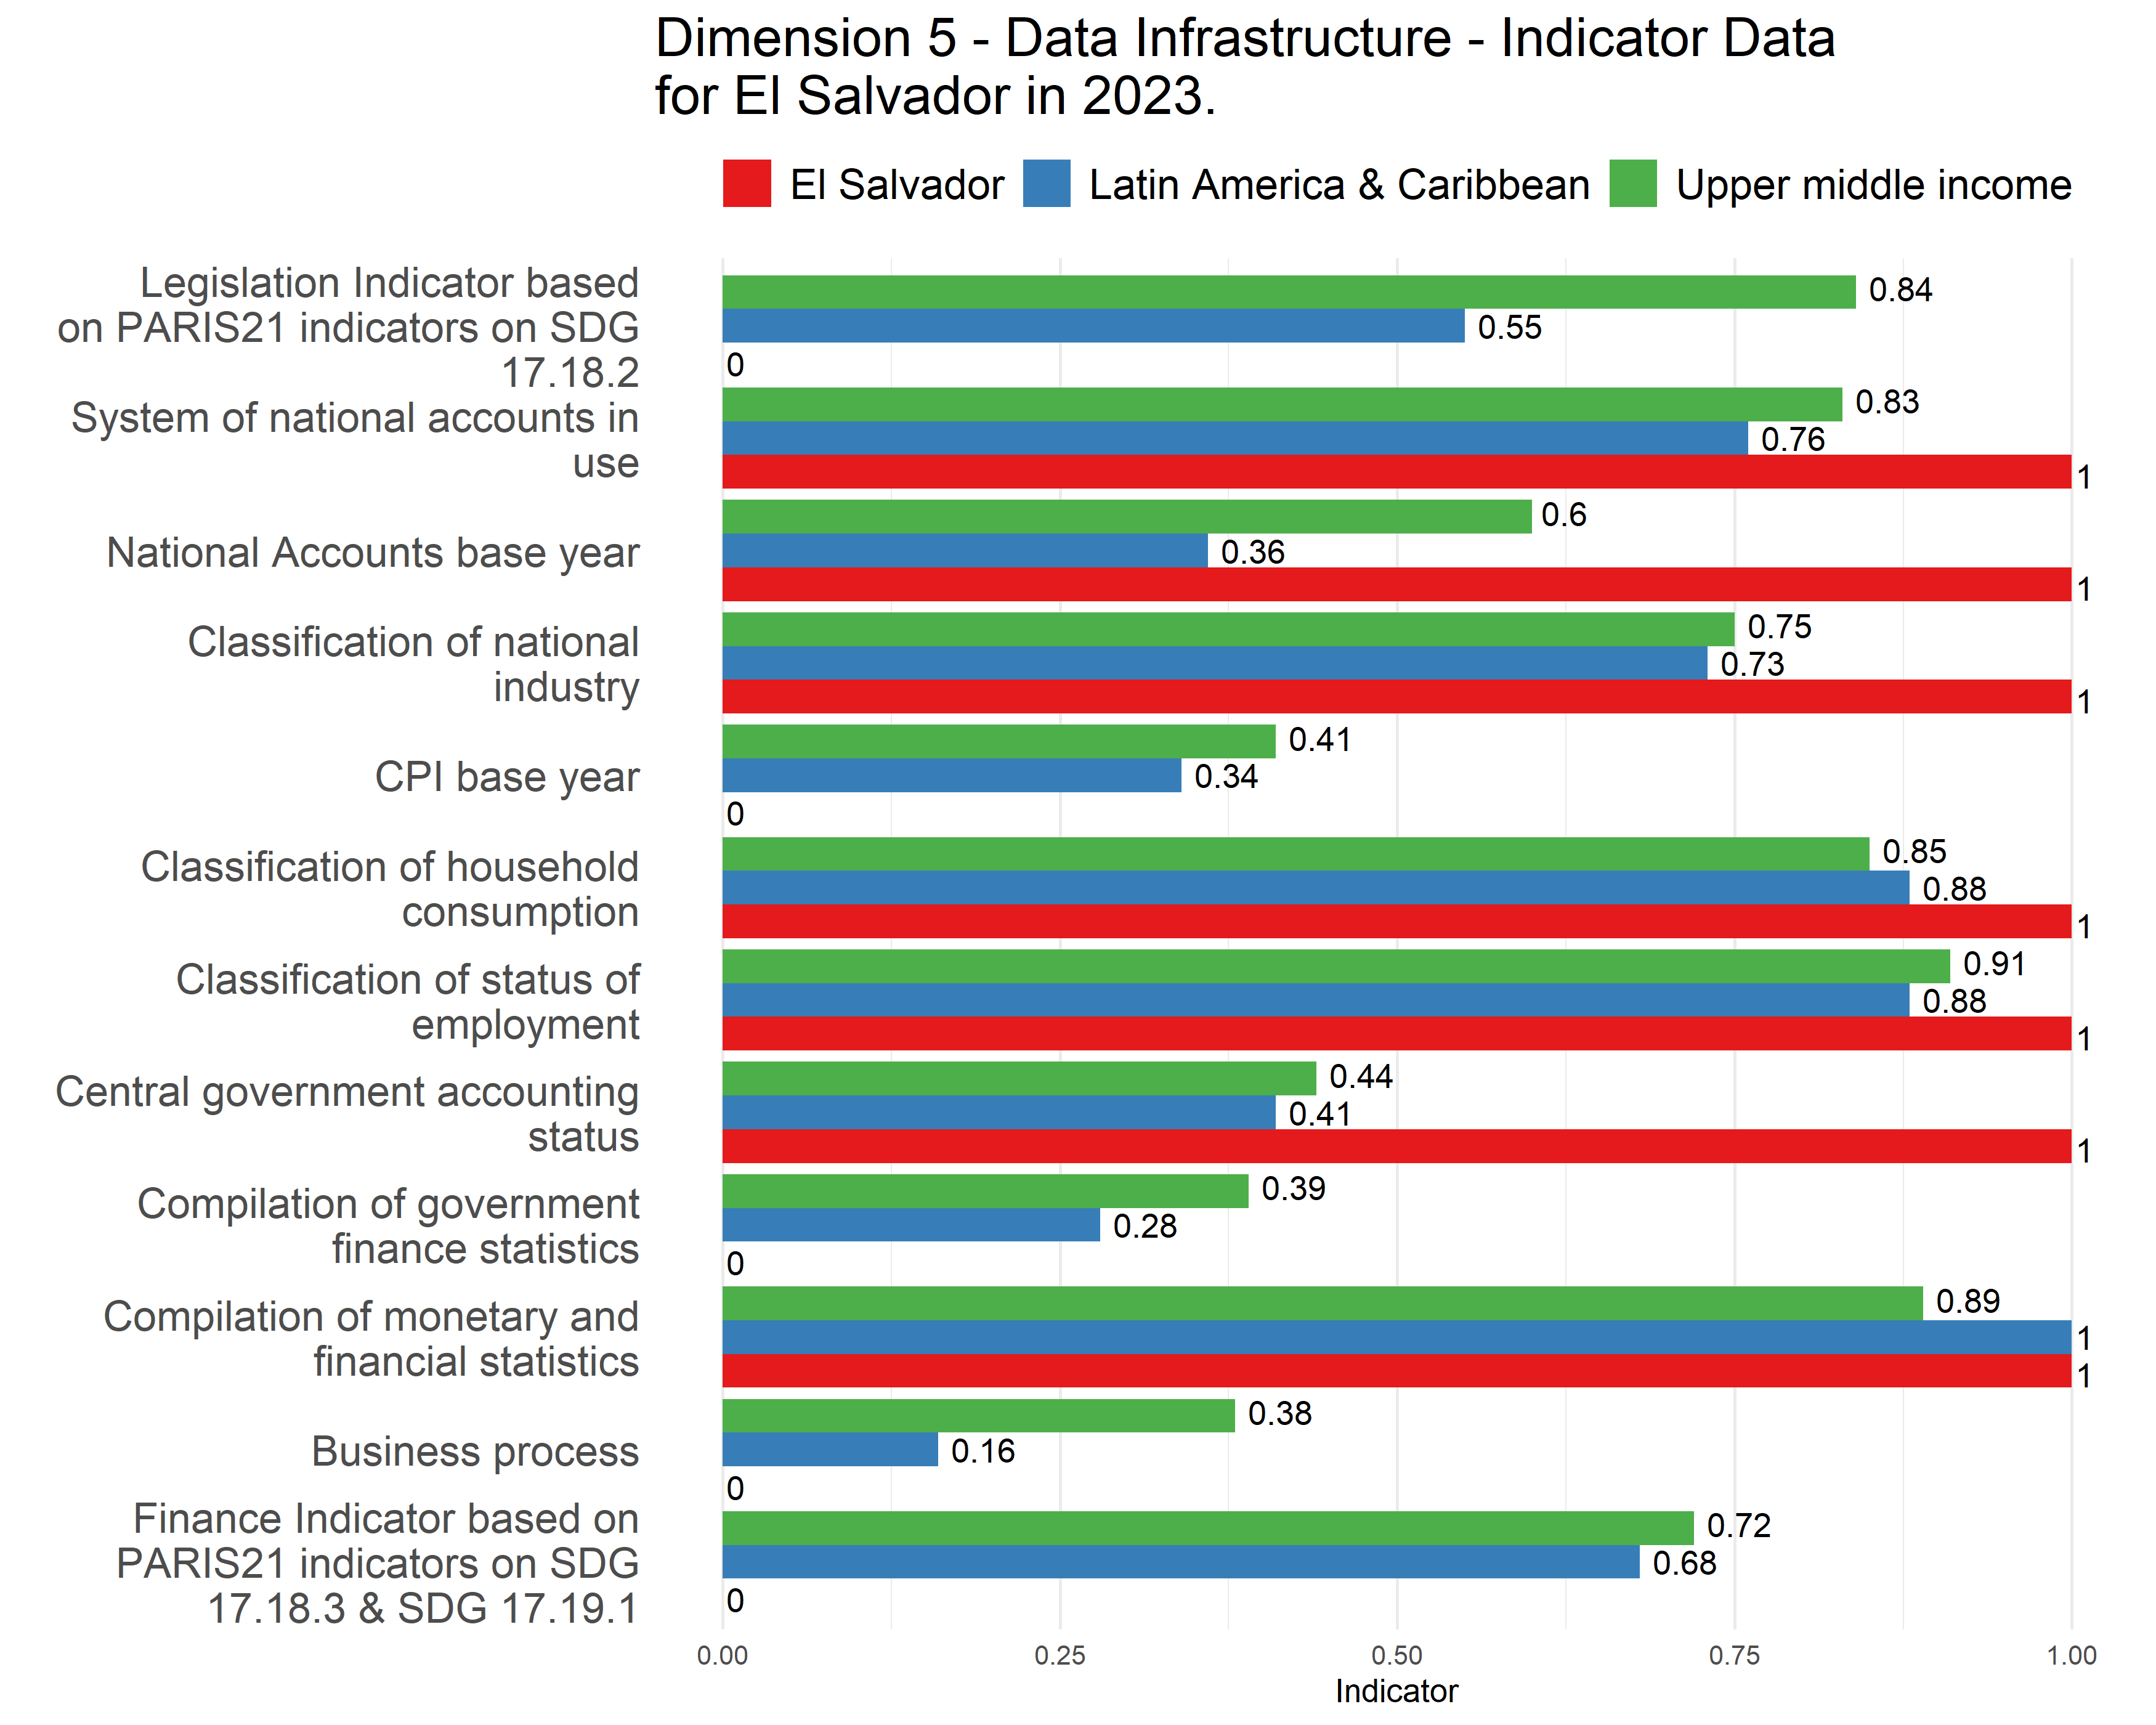 Dimension 5 - Data Infrastructure - Indicator Data
for El Salvador in 2023.
El Salvador Latin America & Caribbean Upper middle income
Legislation Indicator based
on PARIS21 indicators on SDG
17.18.2
0.84
0.55
0
System of national accounts in
use
0.83
0.76
1
National Accounts base year
0.6
0.36
1
Classification of national
industry
0.75
0.73
1
CPI base year
0.41
0.34
0
Classification of household
consumption
0.85
0.88
1
Classification of status of
employment
0.91
0.88
1
Central government accounting
status
0.44
0.41
1
Compilation of government
finance statistics
0.39
0.28
0
Compilation of monetary and
financial statistics
0.89
1
1
Business process
0.38
0.16
0
Finance Indicator based on
PARIS21 indicators on SDG
17.18.3 & SDG 17.19.1
0.72
0.68
0
0.00 0.25 0.50 0.75 1.00
Indicator